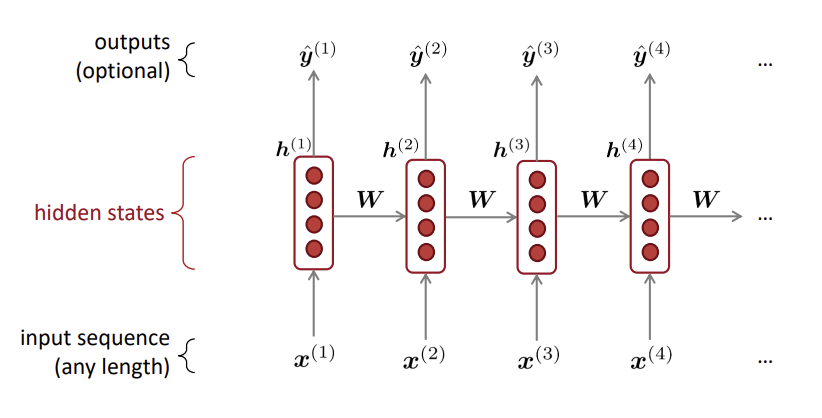 outputs
(optional)
ŷ⁽¹⁾ ŷ⁽²⁾ ŷ⁽³⁾ ŷ⁽⁴⁾ ...
h⁽¹⁾ h⁽²⁾ h⁽³⁾ h⁽⁴⁾
hidden states
W W W W ...
input sequence
(any length)
x⁽¹⁾ x⁽²⁾ x⁽³⁾ x⁽⁴⁾ ...